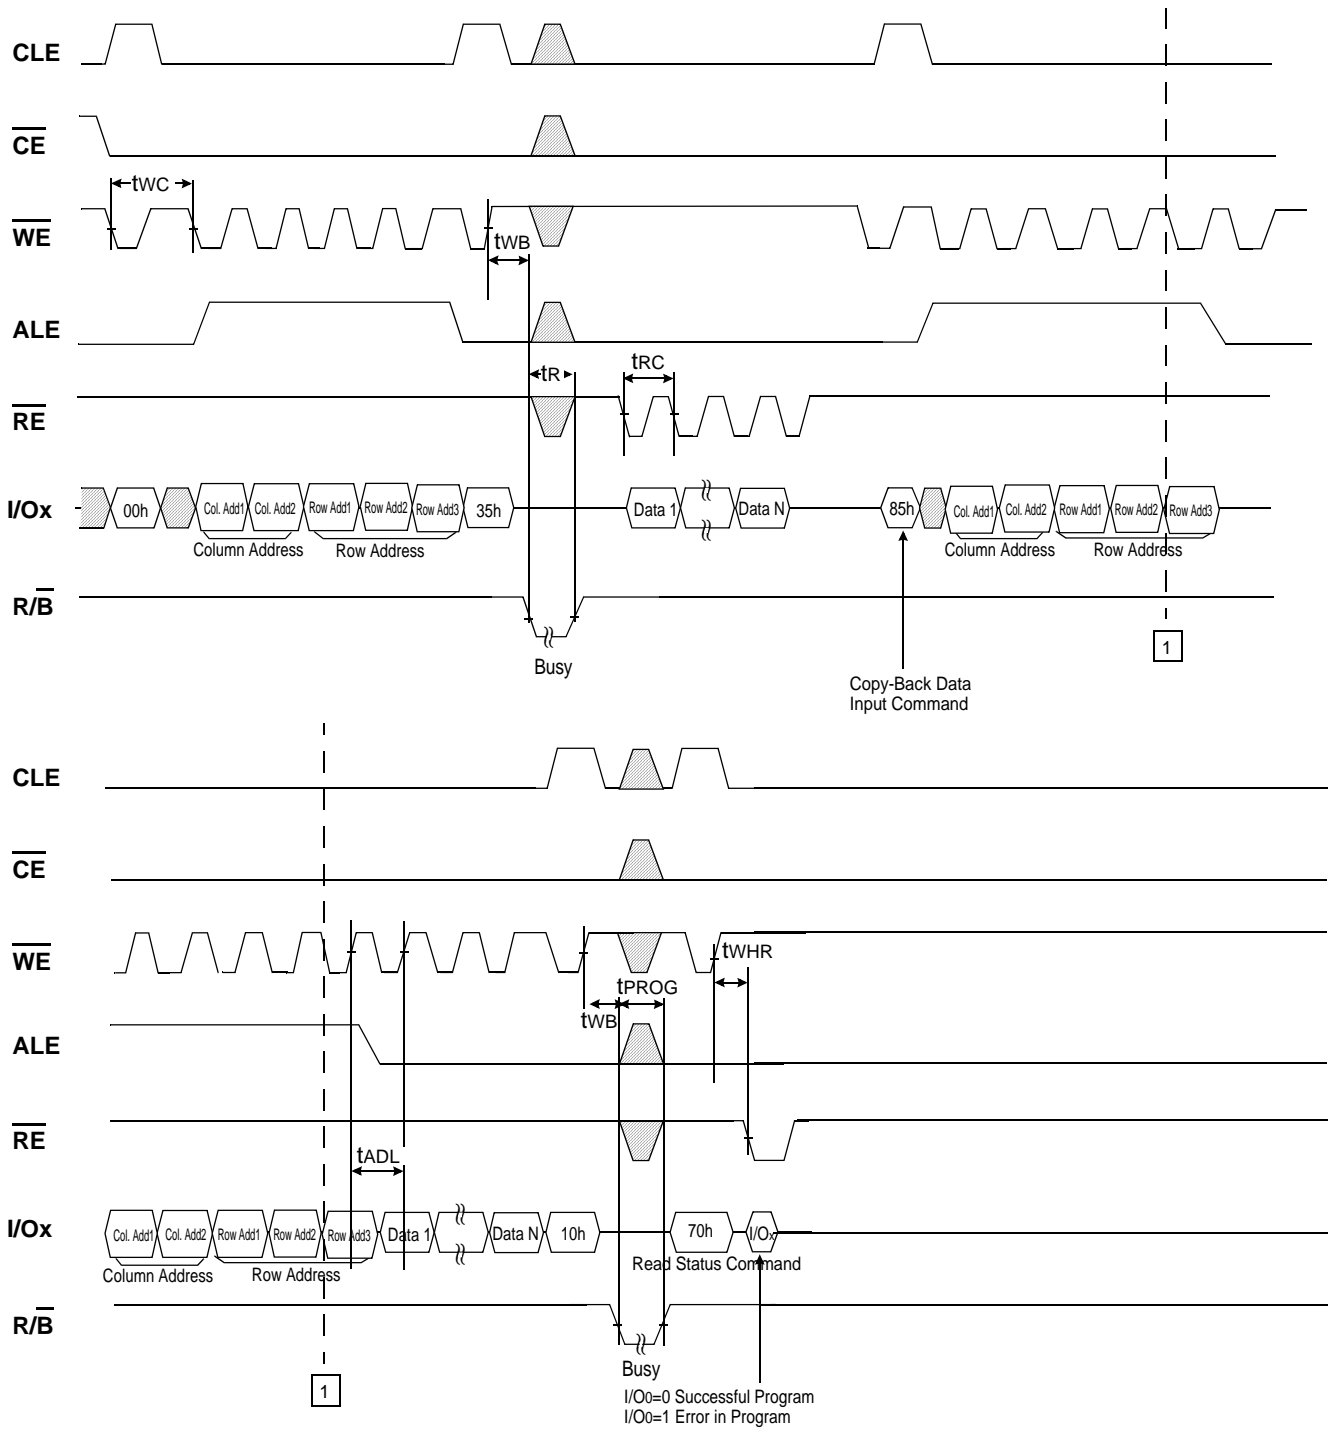 CLE
CE
tWC
WE
tWB
ALE
tR
tRC
RE
I/Ox
00h
Col. Add1
Col. Add2
Row Add1
Row Add2
Row Add3
35h
Data 1
Data N
85h
Col. Add1
Col. Add2
Row Add1
Row Add2
Row Add3
Column Address
Row Address
Column Address
Row Address
R/B
Busy
1
Copy-Back Data
Input Command
CLE
CE
WE
tWHR
tPROG
tWB
ALE
RE
tADL
I/Ox
Col. Add1
Col. Add2
Row Add1
Row Add2
Row Add3
Data 1
Data N
10h
70h
I/Ox
Read Status Command
Column Address
Row Address
R/B
Busy
1
I/O0=0 Successful Program
I/O0=1 Error in Program